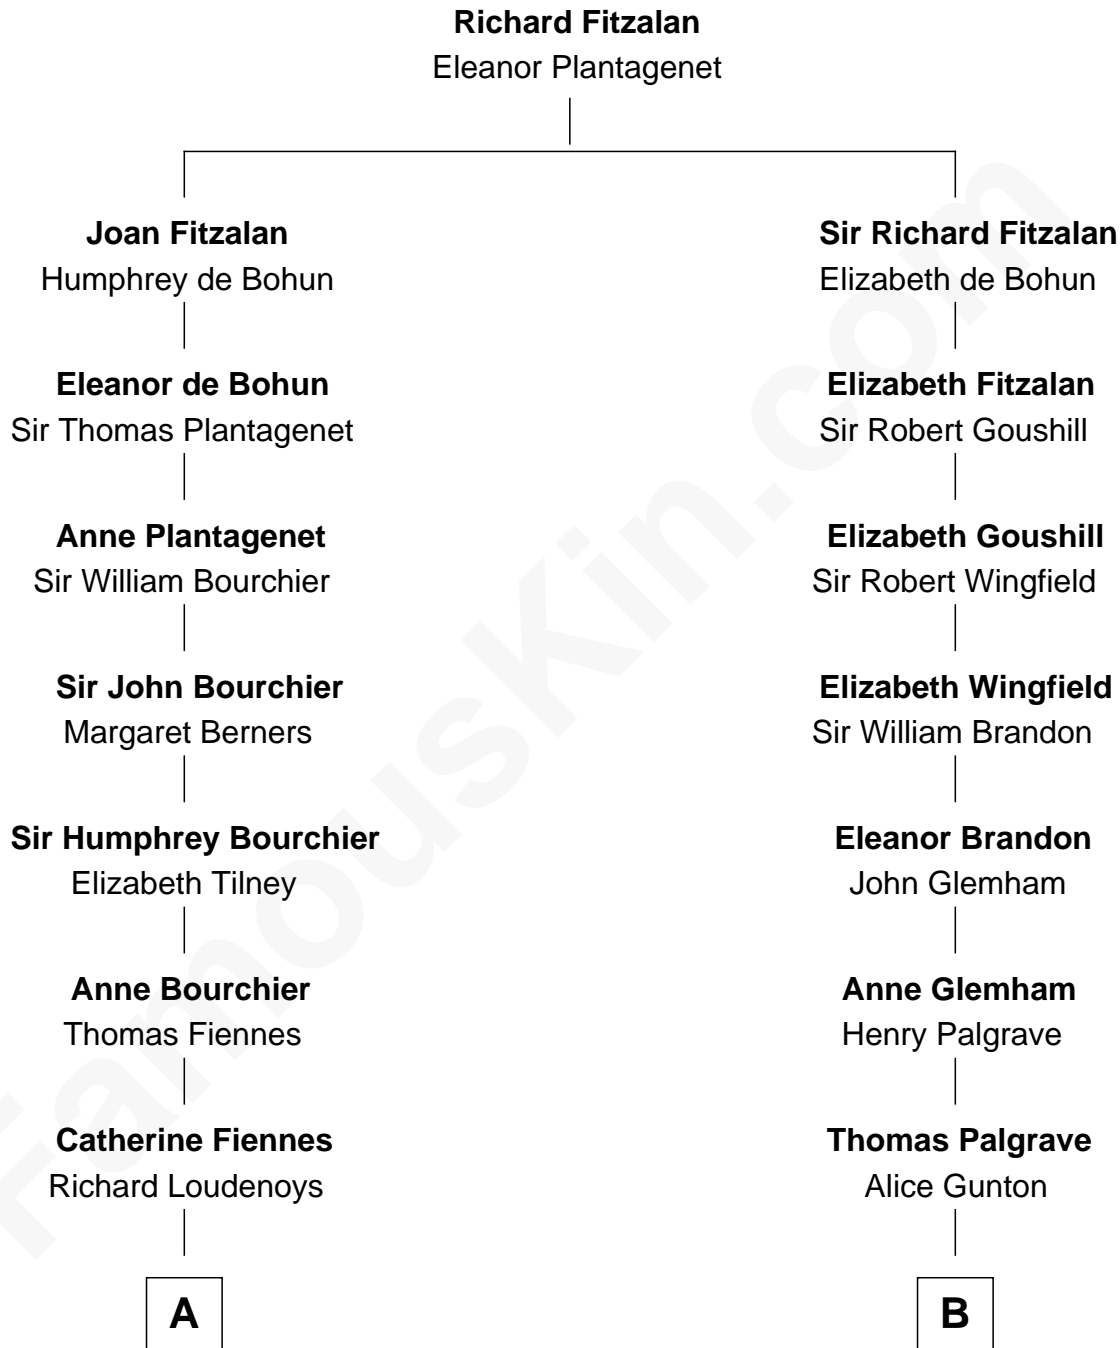 Richard Fitzalan
Eleanor Plantagenet
Joan Fitzalan
Humphrey de Bohun
Sir Richard Fitzalan
Elizabeth de Bohun
Eleanor de Bohun
Sir Thomas Plantagenet
Elizabeth Fitzalan
Sir Robert Goushill
Anne Plantagenet
Sir William Bourchier
Elizabeth Goushill
Sir Robert Wingfield
Sir John Bourchier
Margaret Berners
Elizabeth Wingfield
Sir William Brandon
Sir Humphrey Bourchier
Elizabeth Tilney
Eleanor Brandon
John Glemham
Anne Bourchier
Thomas Fiennes
Anne Glemham
Henry Palgrave
Catherine Fiennes
Richard Loudenoys
Thomas Palgrave
Alice Gunton
A
B
FamousKin.com